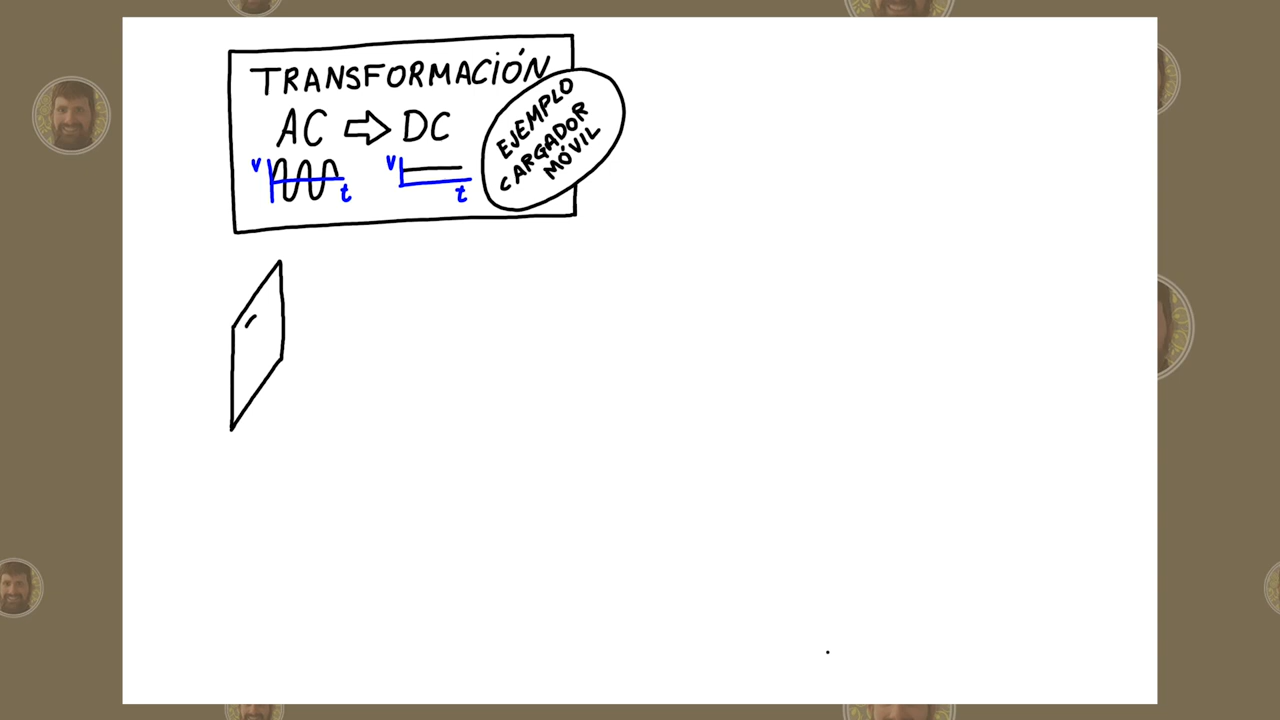 TRANSFORMACIÓN
AC ⇨ DC
V t V t
EJEMPLO
CARGADOR
MÓVIL